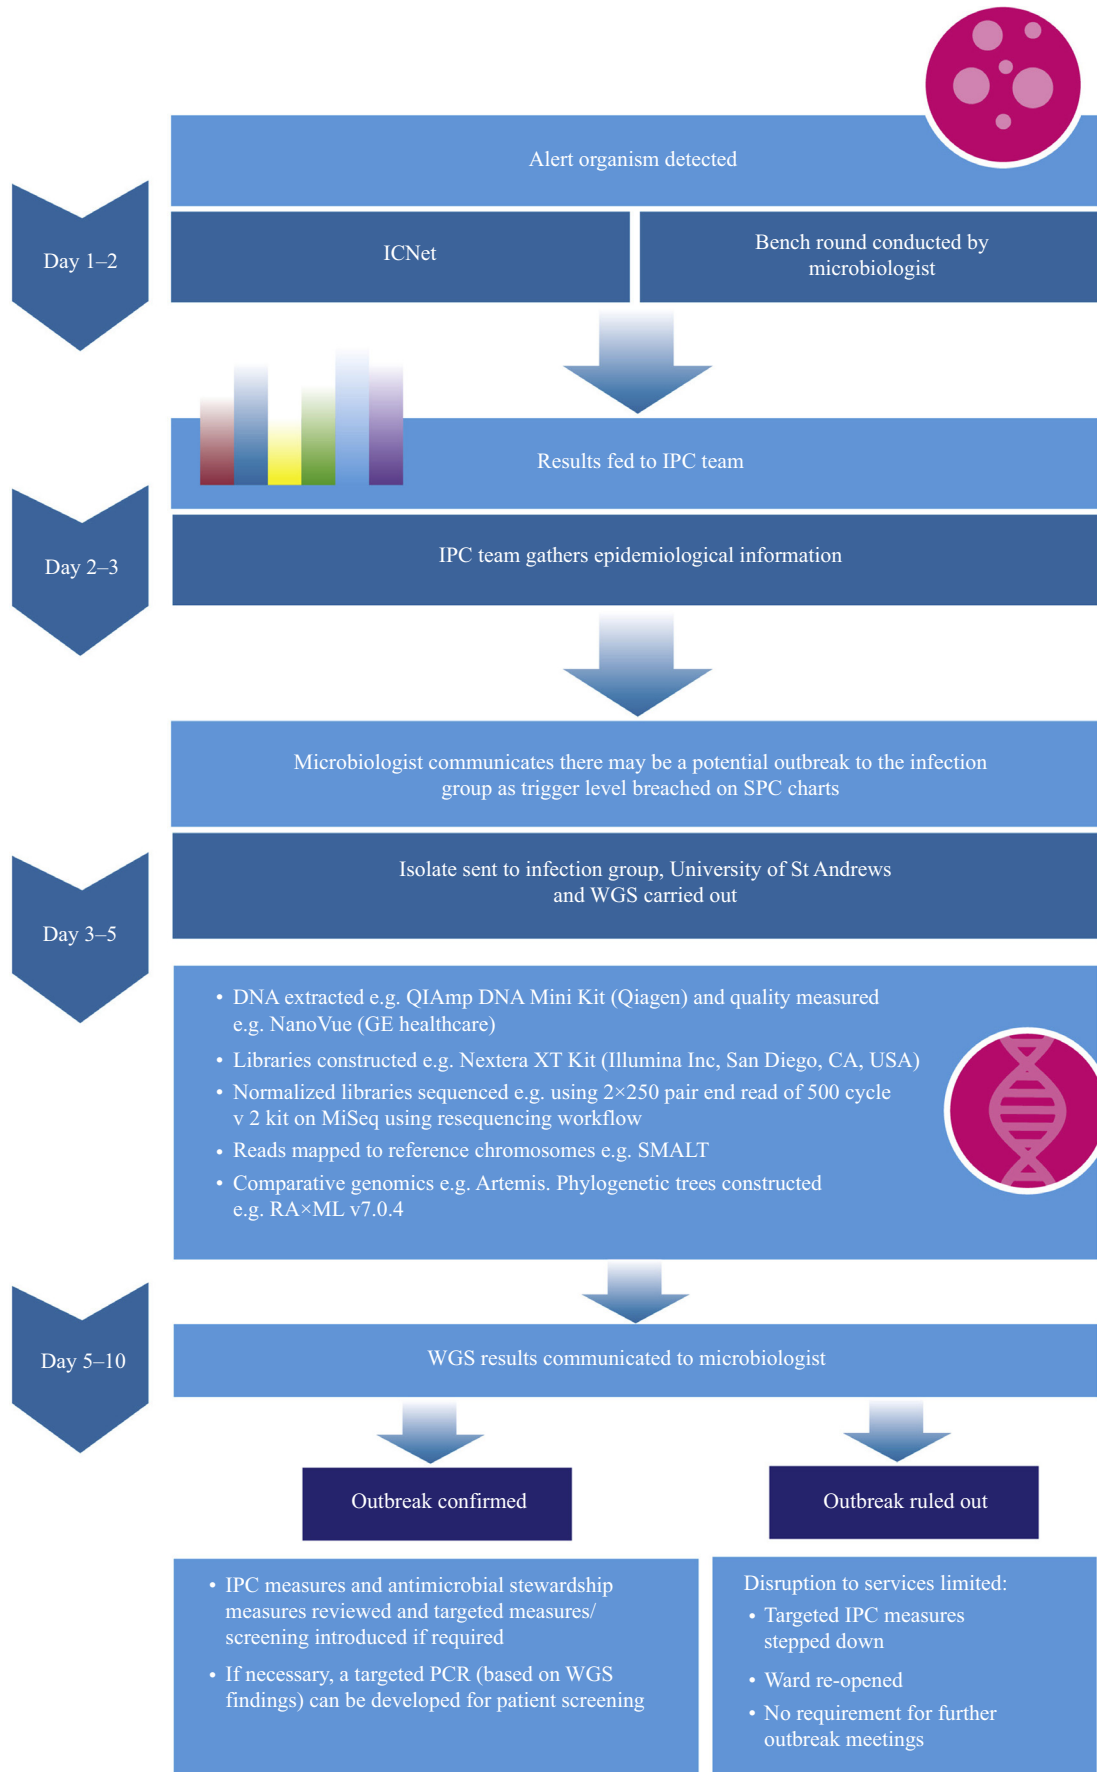 Alert organism detected
Day 1–2
ICNet
Bench round conducted by
microbiologist
Results fed to IPC team
Day 2–3
IPC team gathers epidemiological information
Microbiologist communicates there may be a potential outbreak to the infection
group as trigger level breached on SPC charts
Day 3–5
Isolate sent to infection group, University of St Andrews
and WGS carried out
• DNA extracted e.g. QIAmp DNA Mini Kit (Qiagen) and quality measured
e.g. NanoVue (GE healthcare)
• Libraries constructed e.g. Nextera XT Kit (Illumina Inc, San Diego, CA, USA)
• Normalized libraries sequenced e.g. using 2×250 pair end read of 500 cycle
v 2 kit on MiSeq using resequencing workflow
• Reads mapped to reference chromosomes e.g. SMALT
• Comparative genomics e.g. Artemis. Phylogenetic trees constructed
e.g. RA×ML v7.0.4
Day 5–10
WGS results communicated to microbiologist
Outbreak confirmed
• IPC measures and antimicrobial stewardship
measures reviewed and targeted measures/
screening introduced if required
• If necessary, a targeted PCR (based on WGS
findings) can be developed for patient screening
Outbreak ruled out
Disruption to services limited:
• Targeted IPC measures
stepped down
• Ward re-opened
• No requirement for further
outbreak meetings